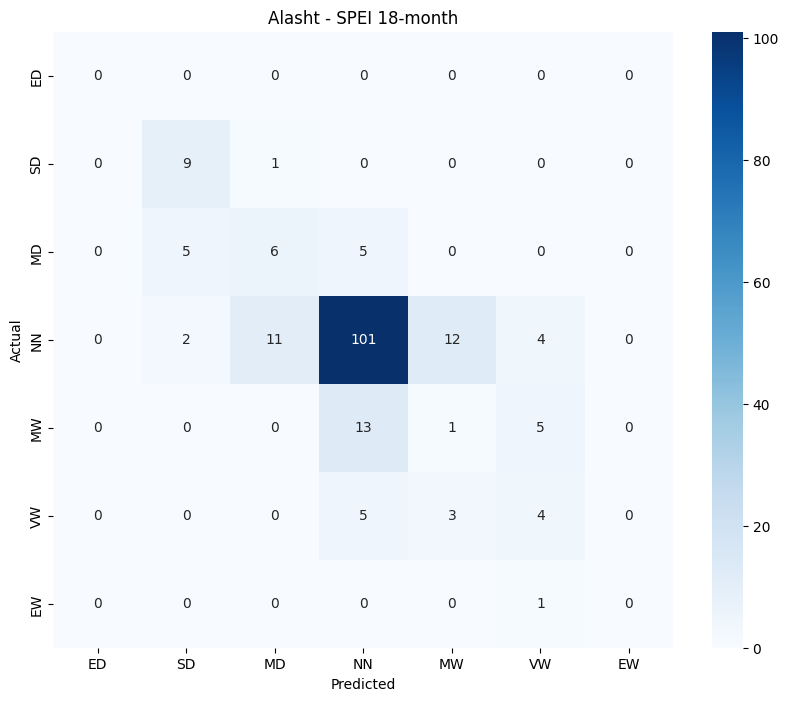 Alasht - SPEI 18-month
ED 0 0 0 0 0 0 0
SD 0 9 1 0 0 0 0
MD 0 5 6 5 0 0 0
NN 0 2 11 101 12 4 0
MW 0 0 0 13 1 5 0
VW 0 0 0 5 3 4 0
EW 0 0 0 0 0 1 0
ED SD MD NN MW VW EW
Predicted
Actual
100
80
60
40
20
0